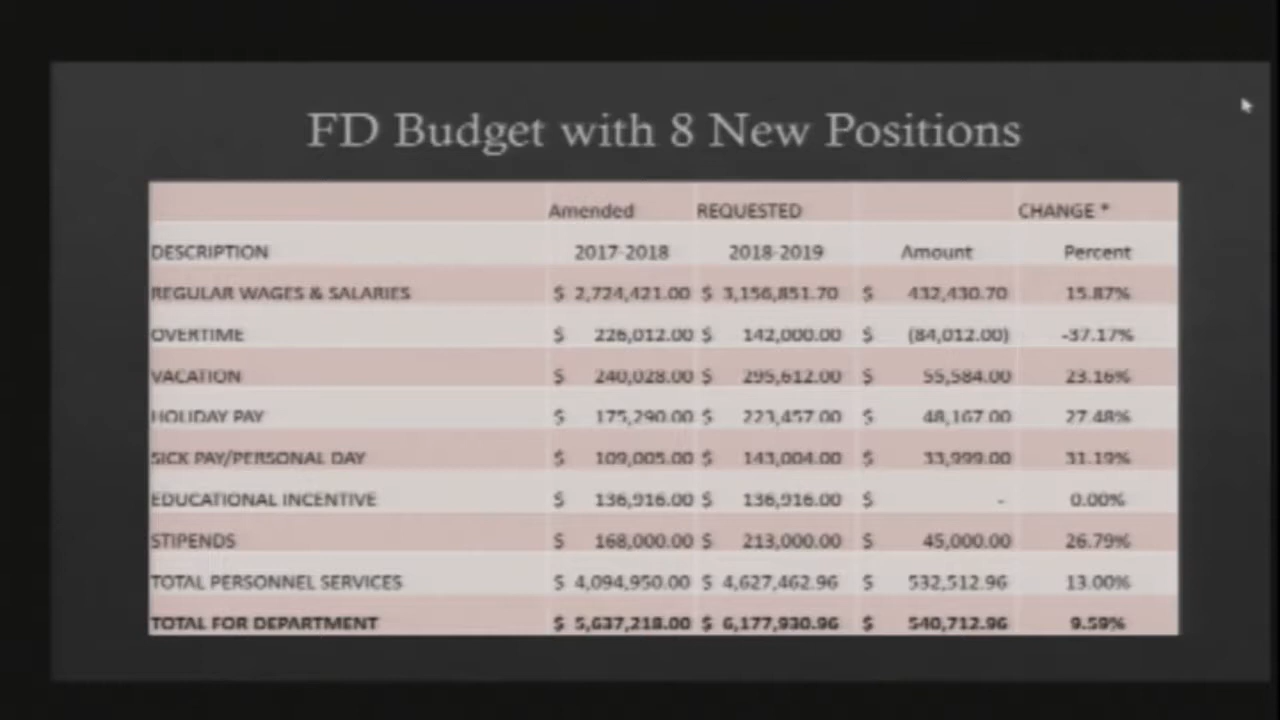 FD Budget with 8 New Positions
Amended REQUESTED CHANGE *
DESCRIPTION 2017-2018 2018-2019 Amount Percent
REGULAR WAGES & SALARIES $ 2,724,421.00 $ 3,156,851.70 $ 432,430.70 15.87%
OVERTIME $ 226,012.00 $ 142,000.00 $ (84,012.00) -37.17%
VACATION $ 240,028.00 $ 295,612.00 $ 55,584.00 23.16%
HOLIDAY PAY $ 175,290.00 $ 223,457.00 $ 48,167.00 27.48%
SICK PAY/PERSONAL DAY $ 109,005.00 $ 143,004.00 $ 33,999.00 31.19%
EDUCATIONAL INCENTIVE $ 136,916.00 $ 136,916.00 $ - 0.00%
STIPENDS $ 168,000.00 $ 213,000.00 $ 45,000.00 26.79%
TOTAL PERSONNEL SERVICES $ 4,094,950.00 $ 4,627,462.96 $ 532,512.96 13.00%
TOTAL FOR DEPARTMENT $ 5,637,218.00 $ 6,177,930.96 $ 540,712.96 9.59%